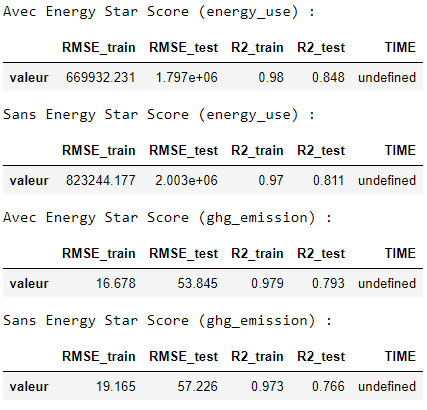 Avec Energy Star Score (energy_use) :
RMSE_train RMSE_test R2_train R2_test TIME
valeur 669932.231 1.797e+06 0.98 0.848 undefined
Sans Energy Star Score (energy_use) :
RMSE_train RMSE_test R2_train R2_test TIME
valeur 823244.177 2.003e+06 0.97 0.811 undefined
Avec Energy Star Score (ghg_emission) :
RMSE_train RMSE_test R2_train R2_test TIME
valeur 16.678 53.845 0.979 0.793 undefined
Sans Energy Star Score (ghg_emission) :
RMSE_train RMSE_test R2_train R2_test TIME
valeur 19.165 57.226 0.973 0.766 undefined